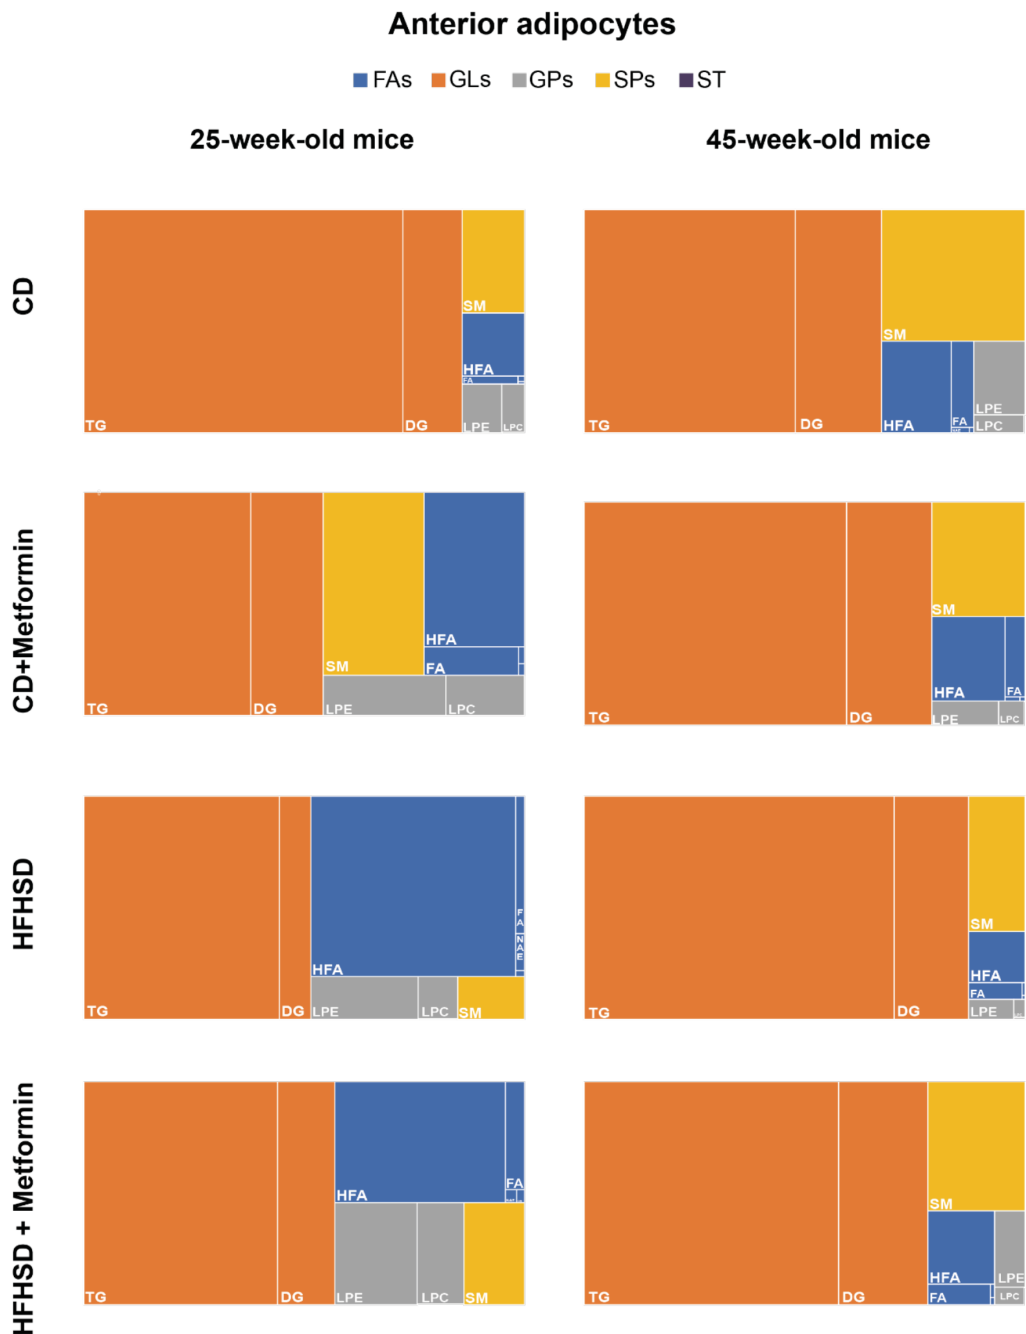 Anterior adipocytes
FAs GLs GPs SPs ST
25-week-old mice 45-week-old mice
CD
TG DG SM HFA FA LPE LPC
TG DG SM HFA FA LPE LPC
CD+Metformin
TG DG SM HFA FA LPE LPC
TG DG SM HFA FA LPE LPC
HFHSD
TG DG HFA FA NAE LPE LPC SM
TG DG SM HFA FA LPE
HFHSD + Metformin
TG DG HFA FA LPE LPC SM
TG DG SM HFA FA LPE LPC